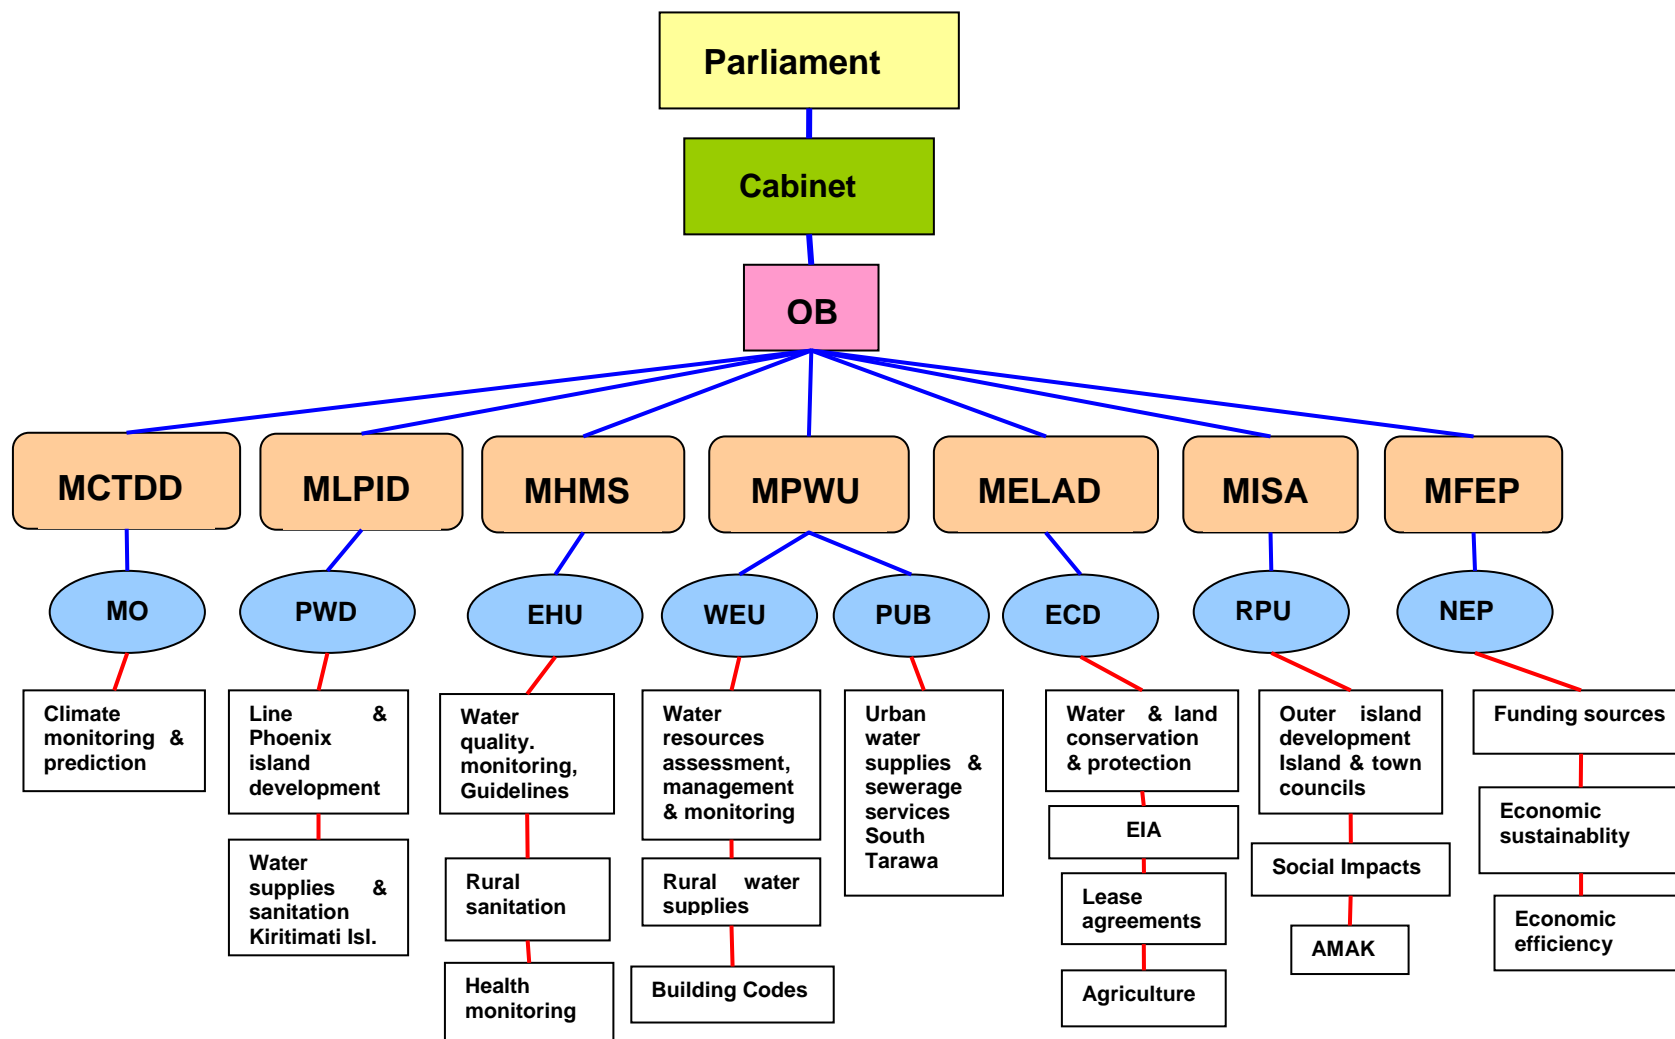 Parliament
Cabinet
OB
MCTDD
MLPID
MHMS
MPWU
MELAD
MISA
MFEP
MO
PWD
EHU
WEU
PUB
ECD
RPU
NEP
Climate
monitoring &
prediction
Line &
Phoenix
island
development
Water
supplies &
sanitation
Kiritimati Isl.
Water
quality.
monitoring,
Guidelines
Rural
sanitation
Health
monitoring
Water
resources
assessment,
management
& monitoring
Rural water
supplies
Building Codes
Urban
water
supplies &
sewerage
services
South
Tarawa
Water & land
conservation
& protection
EIA
Lease
agreements
Agriculture
Outer island
development
Island & town
councils
Social Impacts
AMAK
Funding sources
Economic
sustainablity
Economic
efficiency